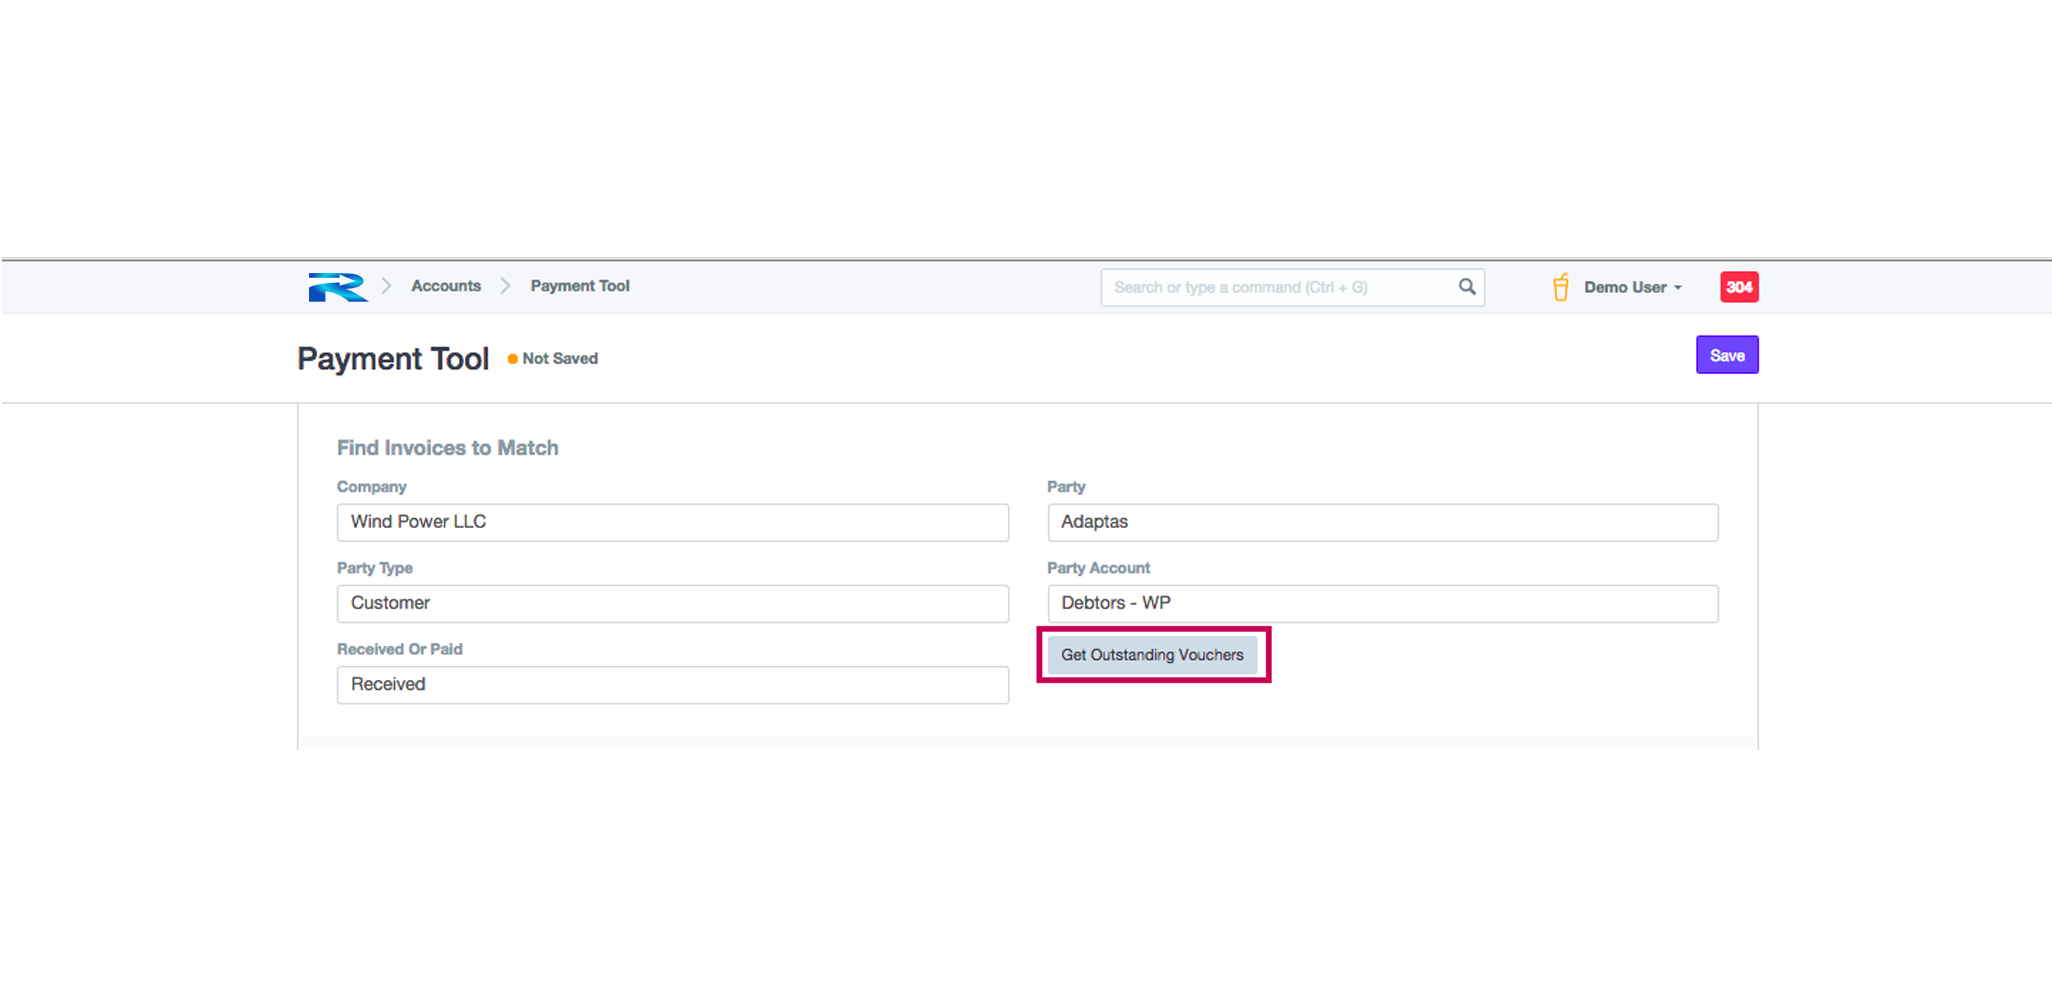 Accounts Payment Tool Search or type a command (Ctrl + G) Demo User 304
Payment Tool Not Saved Save
Find Invoices to Match
Company
Wind Power LLC
Party Type
Customer
Received Or Paid
Received
Party
Adaptas
Party Account
Debtors - WP
Get Outstanding Vouchers